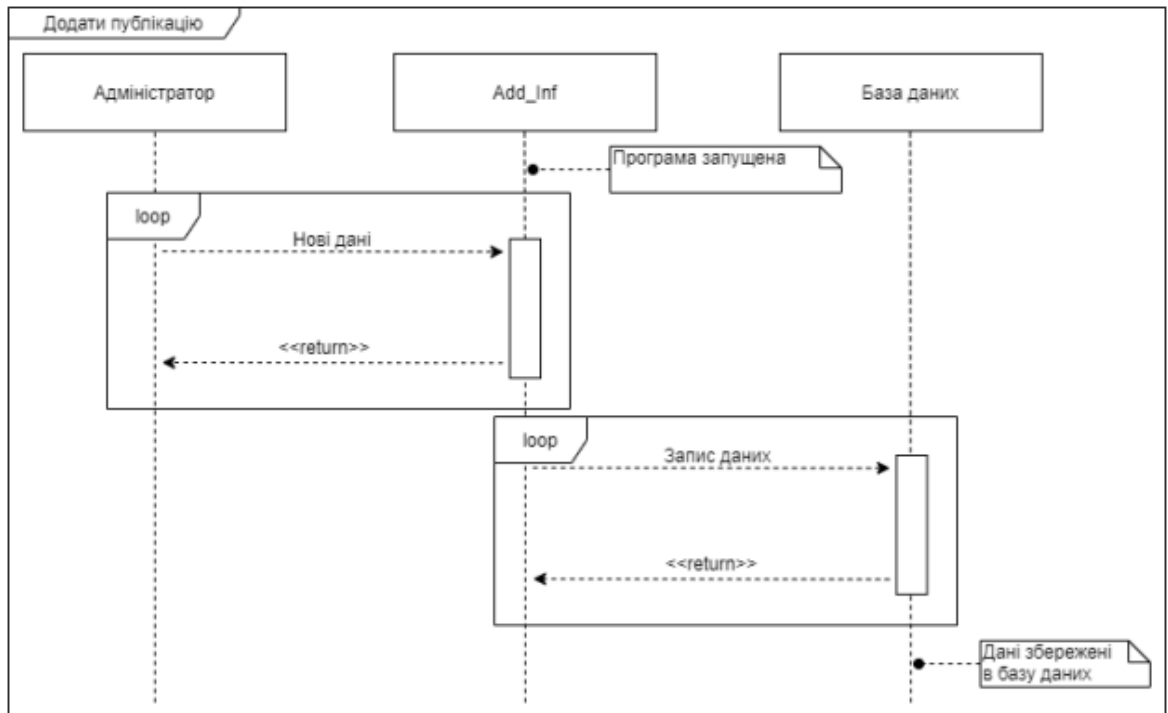 Додати публікацію
Адміністратор
Add_Inf
База даних
Програма запущена
loop
Нові дані
<<return>>
loop
Запис даних
<<return>>
Дані збережені
в базу даних